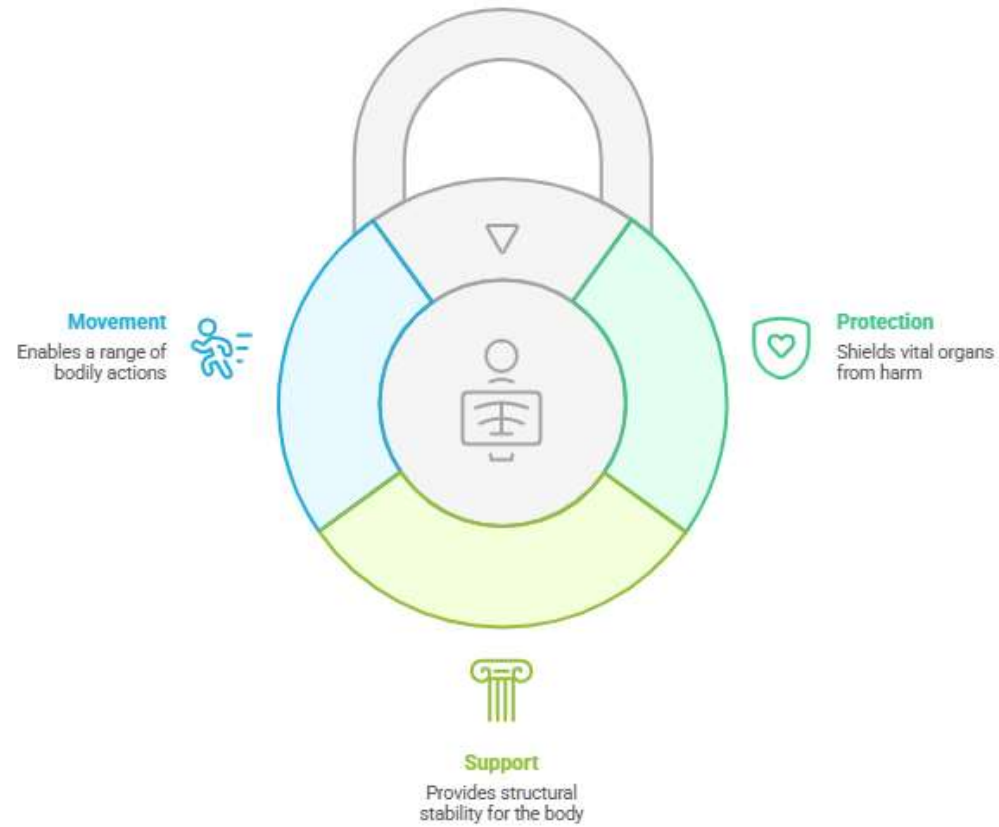 Movement
Enables a range of
bodily actions
Protection
Shields vital organs
from harm
Support
Provides structural
stability for the body